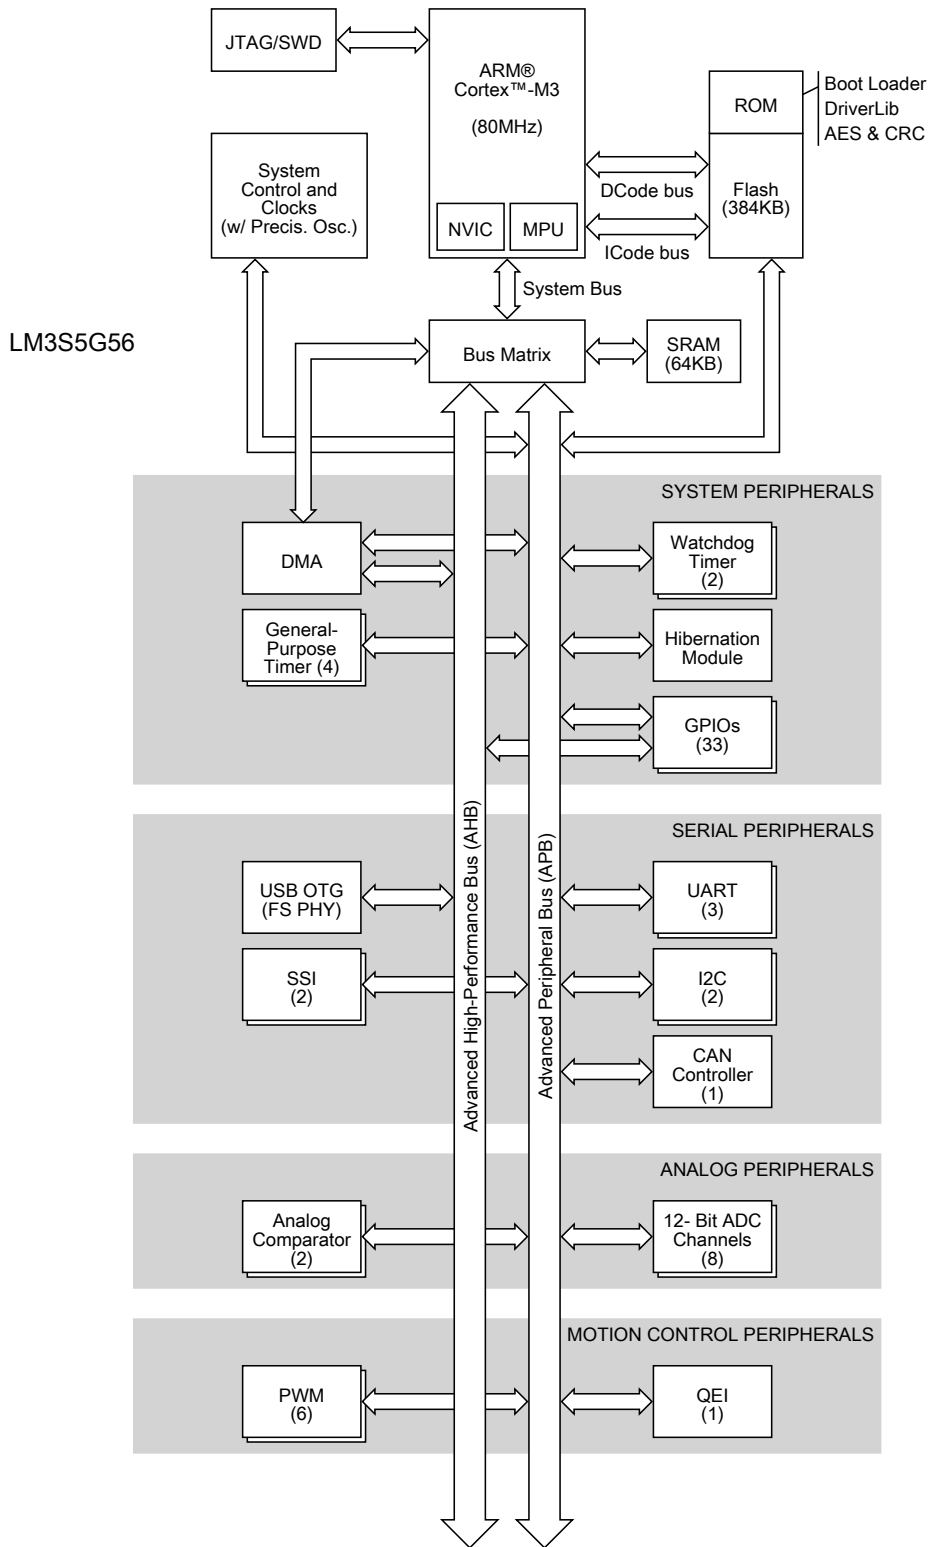 JTAG/SWD
ARM®
Cortex™-M3
(80MHz)
NVIC
MPU
ROM
Boot Loader
DriverLib
AES & CRC
Flash
(384KB)
DCode bus
ICode bus
System
Control and
Clocks
(w/ Precis. Osc.)
System Bus
LM3S5G56
Bus Matrix
SRAM
(64KB)
SYSTEM PERIPHERALS
DMA
Watchdog
Timer
(2)
General-
Purpose
Timer (4)
Hibernation
Module
GPIOs
(33)
Advanced High-Performance Bus (AHB)
Advanced Peripheral Bus (APB)
SERIAL PERIPHERALS
USB OTG
(FS PHY)
UART
(3)
SSI
(2)
I2C
(2)
CAN
Controller
(1)
ANALOG PERIPHERALS
Analog
Comparator
(2)
12- Bit ADC
Channels
(8)
MOTION CONTROL PERIPHERALS
PWM
(6)
QEI
(1)